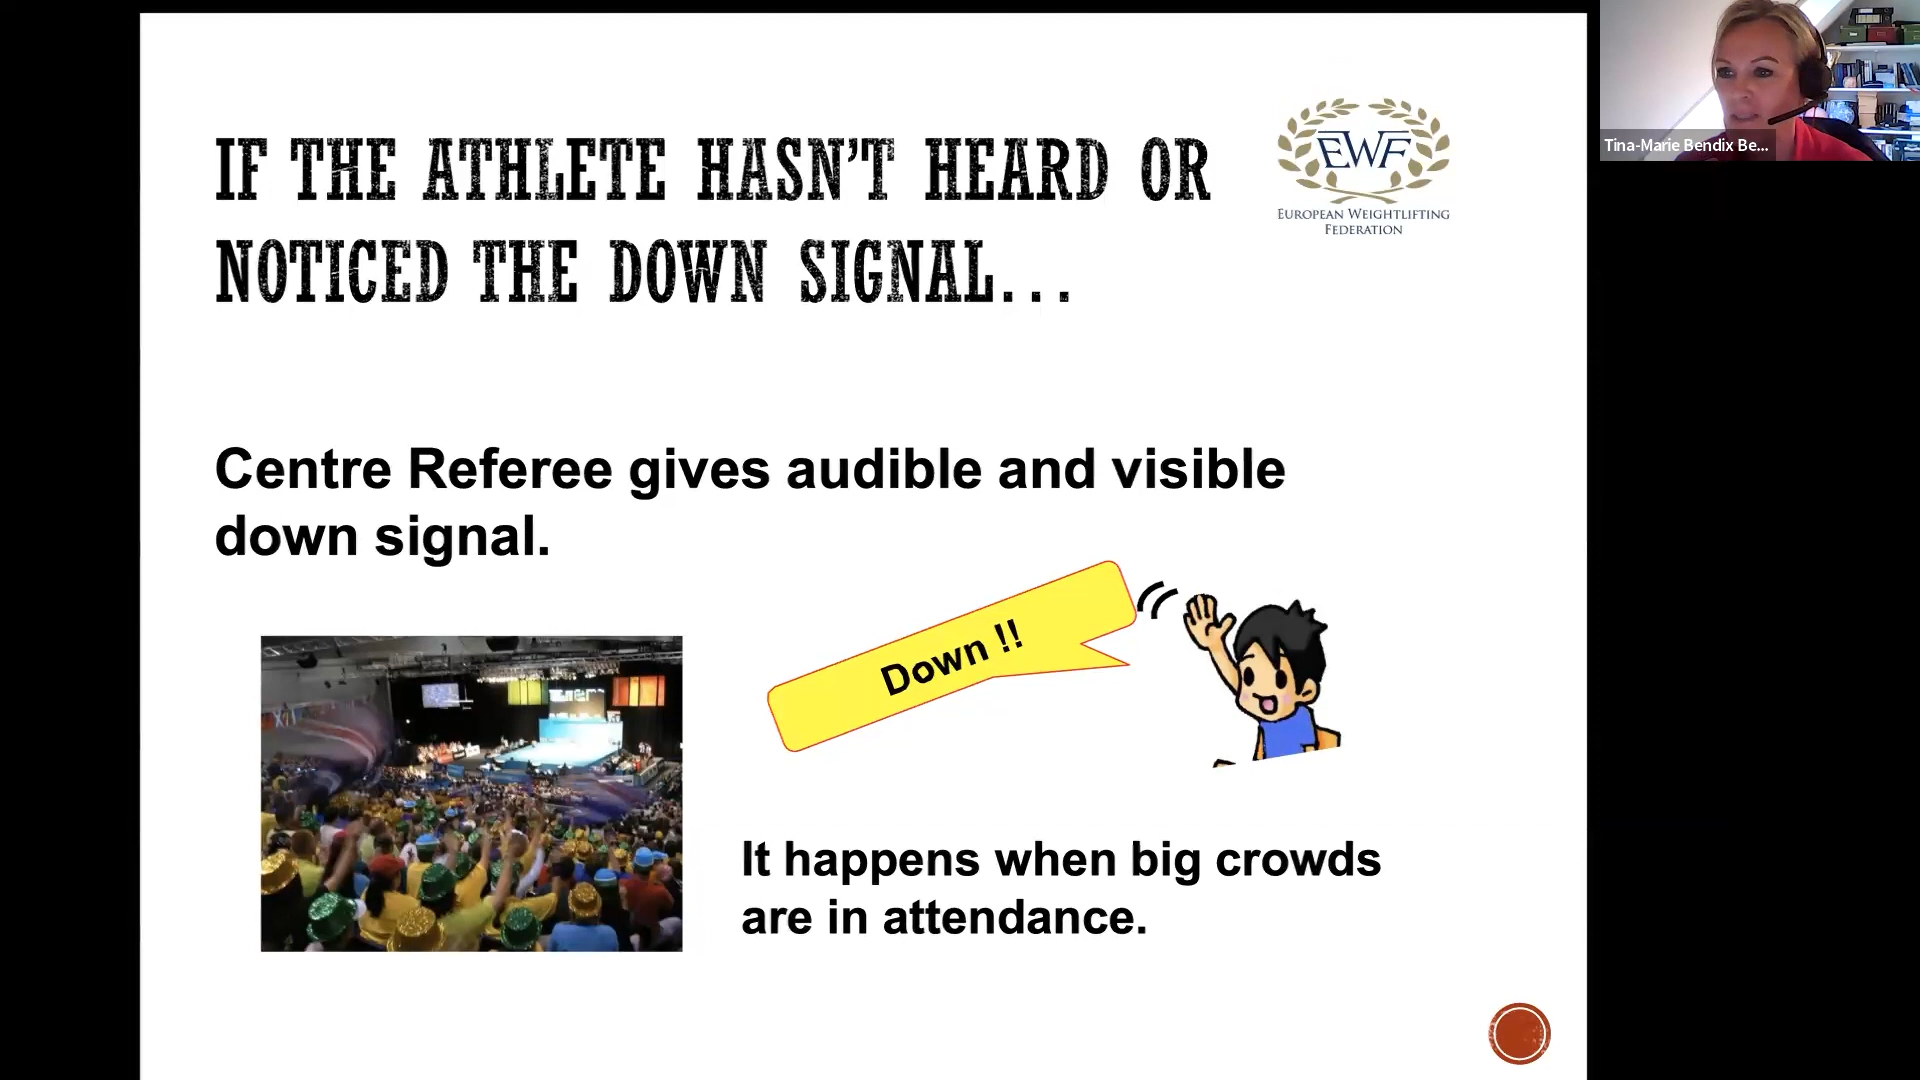 IF THE ATHLETE HASN'T HEARD OR
NOTICED THE DOWN SIGNAL...
EWF
EUROPEAN WEIGHTLIFTING
FEDERATION
Tina-Marie Bendix Be...
Centre Referee gives audible and visible
down signal.
Down !!
It happens when big crowds
are in attendance.